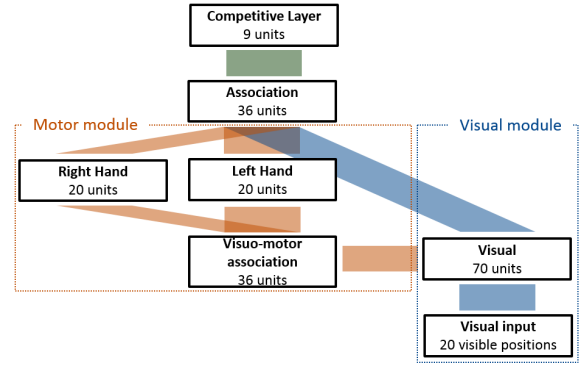 Competitive Layer
9 units
Association
36 units
Motor module
Visual module
Right Hand
20 units
Left Hand
20 units
Visuo-motor
association
36 units
Visual
70 units
Visual input
20 visible positions